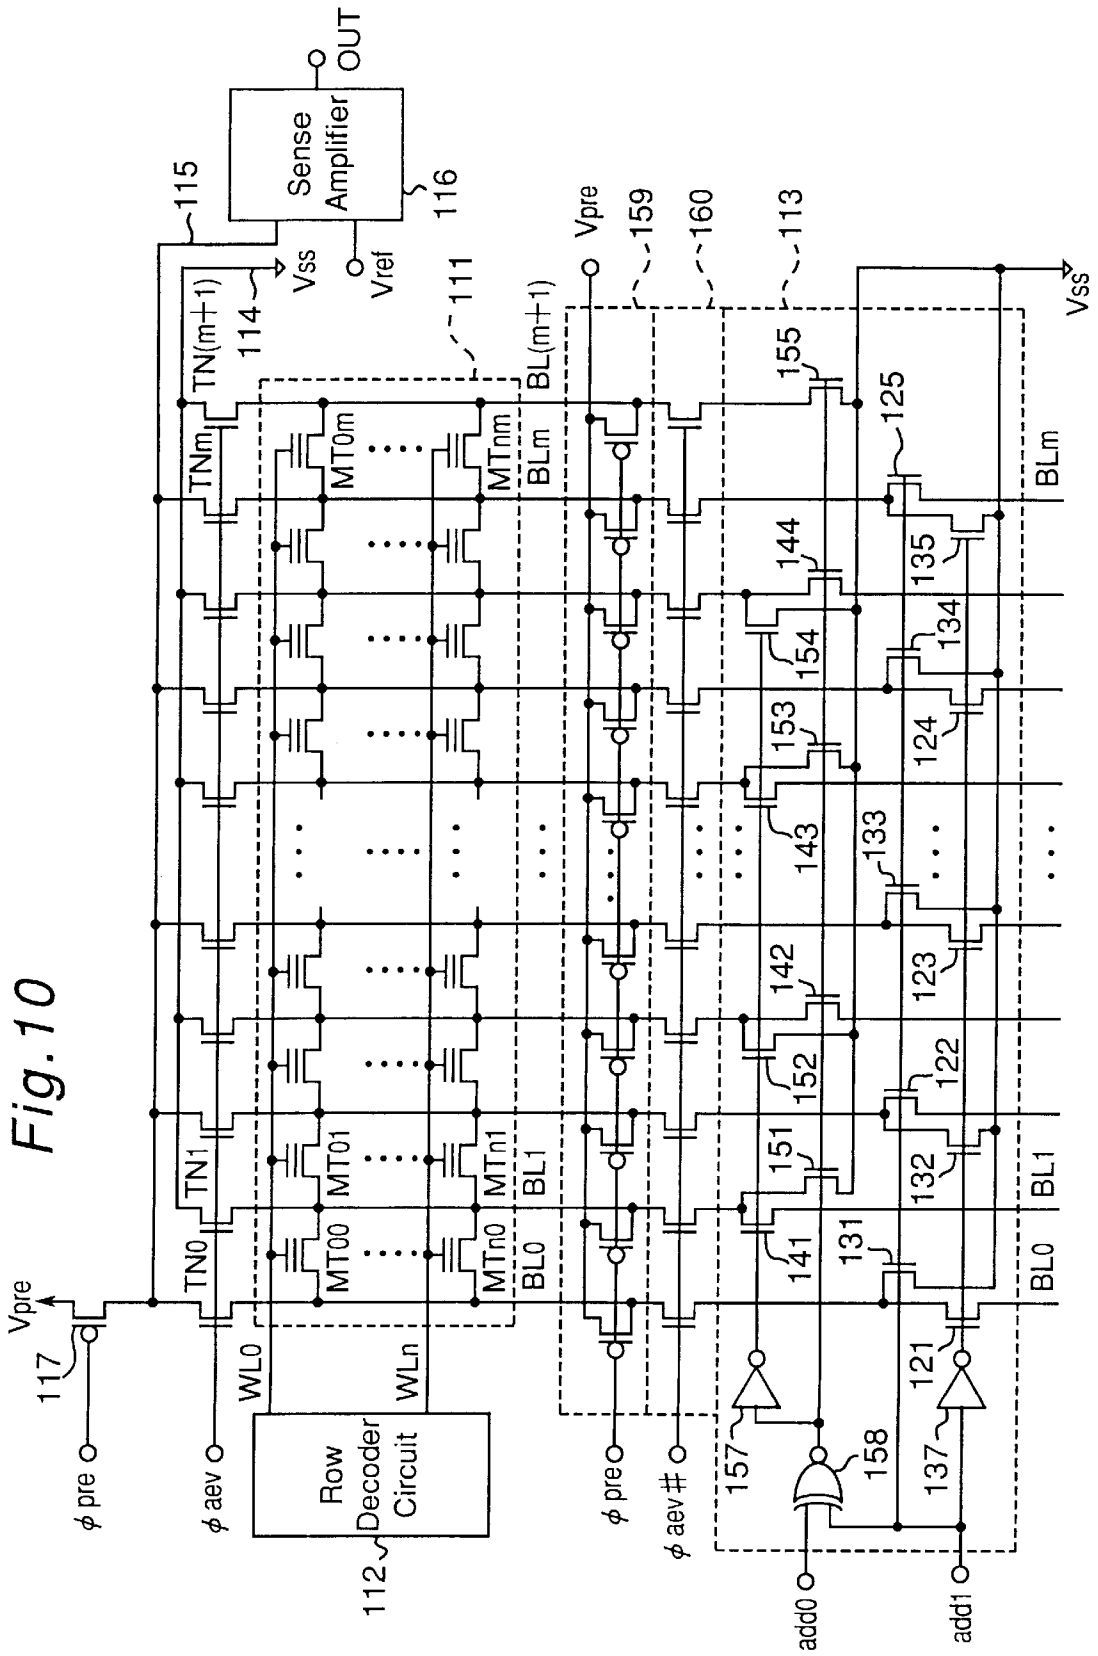 Fig.10
Vpre
117
φ pre
φ aev
TN0
TN1
TNm
TN(m+1)
115
114
Vss
Vref
Sense
Amplifier
116
OUT
111
WL0
WLn
Row
Decoder
Circuit
112
MT00
MT01
MT0m
MTn0
MTn1
MTnm
BL0
BL1
BLm
BL(m+1)
Vpre
φ pre
φ aev#
159
160
113
157
158
137
add0
add1
141
151
152
142
143
153
154
144
155
121
131
132
122
123
133
124
134
135
125
Vss
BL0
BL1
BLm